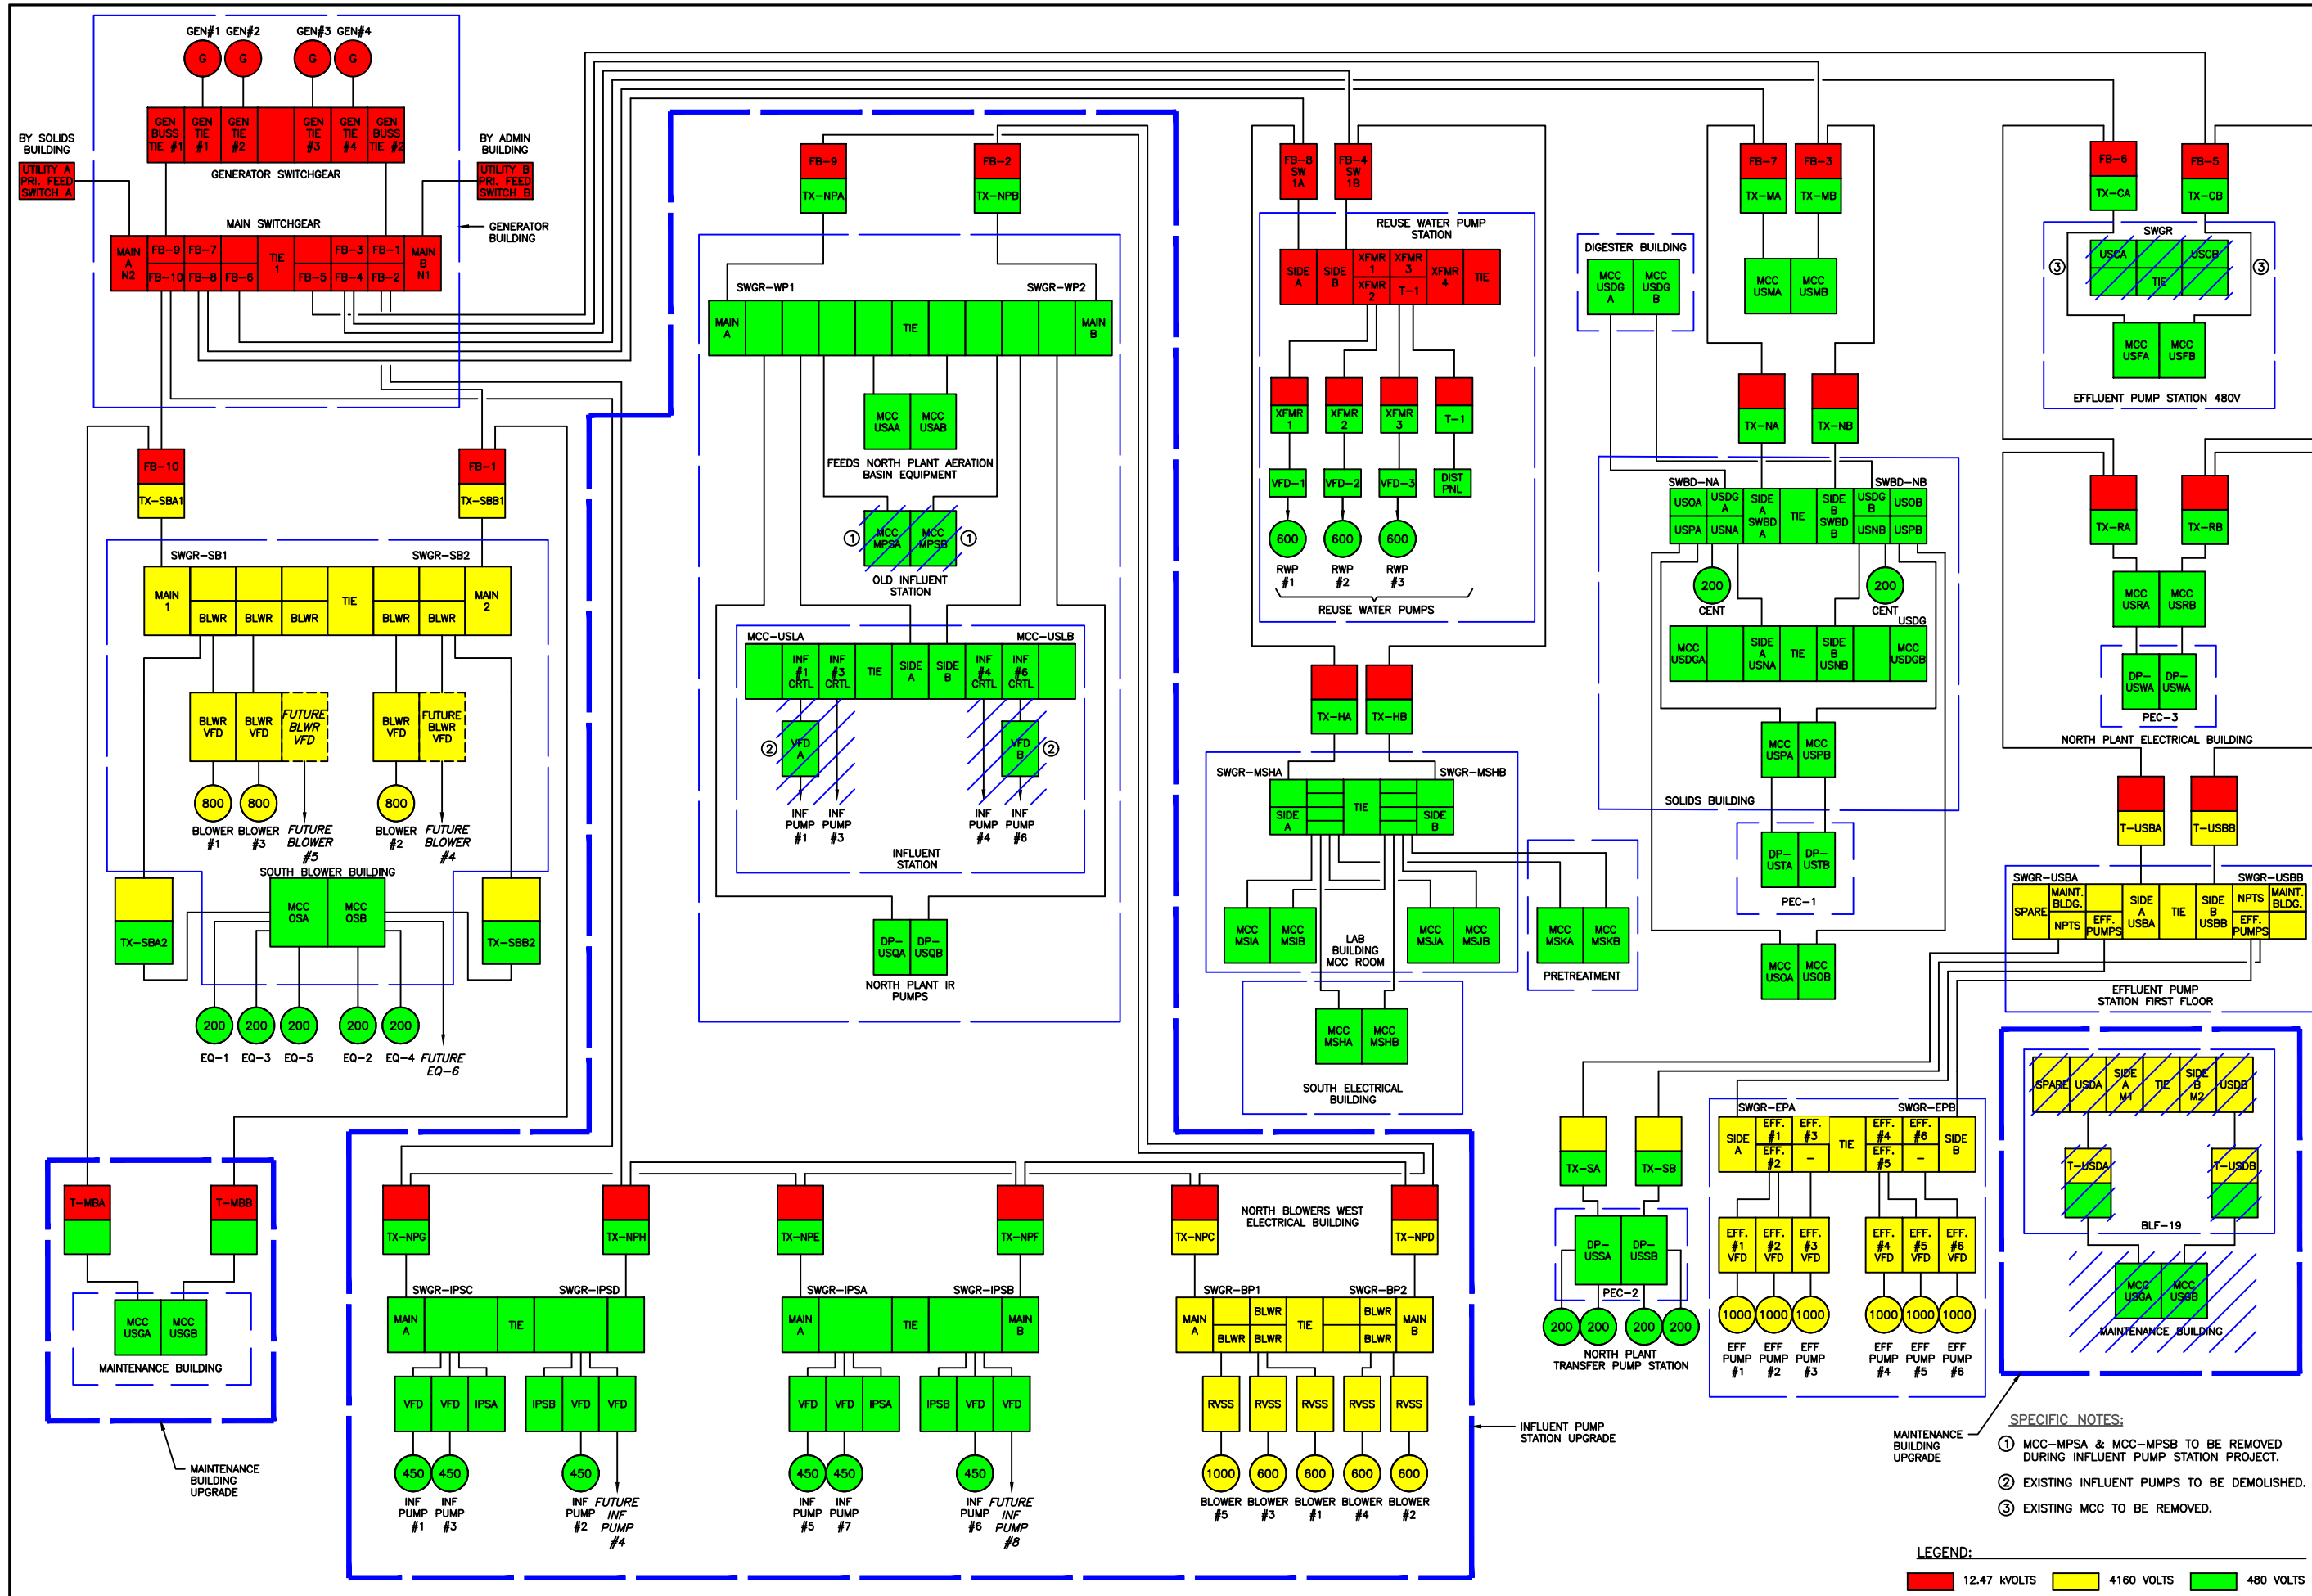 GEN#1 GEN#2 GEN#3 GEN#4
G G G G
BY SOLIDS
BUILDING
UTILITY A
PRI. FEED
SWITCH A
GEN
BUSS
TIE #1
GEN
TIE
#1
GEN
TIE
#2
GEN
TIE
#3
GEN
TIE
#4
GEN
BUSS
TIE #2
GENERATOR SWITCHGEAR
BY ADMIN
BUILDING
UTILITY B
PRI. FEED
SWITCH B
MAIN SWITCHGEAR
GENERATOR
BUILDING
MAIN
A
N2
FB-9 FB-7
FB-10 FB-8 FB-6
TIE
1
FB-3 FB-1
FB-5 FB-4 FB-2
MAIN
B
N1
FB-10
TX-SBA1
FB-1
TX-SBB1
SWGR-SB1 SWGR-SB2
MAIN
1
BLWR BLWR BLWR
TIE
BLWR BLWR
MAIN
2
BLWR
VFD
BLWR
VFD
FUTURE
BLWR
VFD
BLWR
VFD
FUTURE
BLWR
VFD
800 800 800
BLOWER
#1
BLOWER
#3
FUTURE
BLOWER
#5
BLOWER
#2
FUTURE
BLOWER
#4
SOUTH BLOWER BUILDING
TX-SBA2
MCC
OSA
MCC
OSB
TX-SBB2
200 200 200 200 200
EQ-1 EQ-3 EQ-5 EQ-2 EQ-4 FUTURE
EQ-6
T-MBA T-MBB
MCC
USGA
MCC
USGB
MAINTENANCE BUILDING
MAINTENANCE
BUILDING
UPGRADE
FB-9
TX-NPA
FB-2
TX-NPB
SWGR-WP1 SWGR-WP2
MAIN
A
TIE
MAIN
B
MCC
USAA
MCC
USAB
FEEDS NORTH PLANT AERATION
BASIN EQUIPMENT
1
MCC
MPSA
MCC
MPSB
1
OLD INFLUENT
STATION
MCC-USLA MCC-USLB
INF
#1
CRTL
INF
#3
CRTL
TIE
SIDE
A
SIDE
B
INF
#4
CRTL
INF
#6
CRTL
2
VFD
A
VFD
B
2
INF
PUMP
#1
INF
PUMP
#3
INF
PUMP
#4
INF
PUMP
#6
INFLUENT
STATION
DP-
USQA
DP-
USQB
NORTH PLANT IR
PUMPS
TX-NPG TX-NPH TX-NPE TX-NPF TX-NPC TX-NPD
NORTH BLOWERS WEST
ELECTRICAL BUILDING
SWGR-IPSC SWGR-IPSD
MAIN
A
TIE
VFD VFD IPSA IPSB VFD VFD
450 450 450
INF
PUMP
#1
INF
PUMP
#3
INF
PUMP
#2
FUTURE
INF
PUMP
#4
SWGR-IPSA SWGR-IPSB
MAIN
A
TIE
MAIN
B
VFD VFD IPSA IPSB VFD VFD
450 450 450
INF
PUMP
#5
INF
PUMP
#7
INF
PUMP
#6
FUTURE
INF
PUMP
#8
SWGR-BP1 SWGR-BP2
MAIN
A
BLWR
BLWR BLWR
TIE
BLWR
BLWR
MAIN
B
RVSS RVSS RVSS RVSS RVSS
1000 600 600 600 600
BLOWER
#5
BLOWER
#3
BLOWER
#1
BLOWER
#4
BLOWER
#2
INFLUENT PUMP
STATION UPGRADE
FB-8
SW
1A
FB-4
SW
1B
REUSE WATER PUMP
STATION
SIDE
A
SIDE
B
XFMR
1
XFMR
2
XFMR
3
T-1
XFMR
4
TIE
XFMR
1
XFMR
2
XFMR
3
T-1
VFD-1 VFD-2 VFD-3
DIST
PNL
600 600 600
RWP
#1
RWP
#2
RWP
#3
REUSE WATER PUMPS
TX-HA TX-HB
SWGR-MSHA SWGR-MSHB
SIDE
A
TIE
SIDE
B
MCC
MSIA
MCC
MSIB
LAB
BUILDING
MCC ROOM
MCC
MSJA
MCC
MSJB
MCC
MSKA
MCC
MSKB
PRETREATMENT
MCC
MSHA
MCC
MSHB
SOUTH ELECTRICAL
BUILDING
DIGESTER BUILDING
MCC
USDG
A
MCC
USDG
B
FB-7
TX-MA
FB-3
TX-MB
MCC
USMA
MCC
USMB
TX-NA TX-NB
SWBD-NA SWBD-NB
USOA
USPA
USDG
A
USNA
SIDE
A
SWBD
A
TIE
SIDE
B
SWBD
B
USDG
B
USNB
USOB
USPB
200 200
CENT CENT
USDG
MCC
USDGA
SIDE
A
USNA
TIE
SIDE
B
USNB
MCC
USDGB
MCC
USPA
MCC
USPB
SOLIDS BUILDING
DP-
USTA
DP-
USTB
PEC-1
MCC
USOA
MCC
USOB
FB-6
TX-CA
FB-5
TX-CB
SWGR
3
USCA
TIE
USCB
3
MCC
USFA
MCC
USFB
EFFLUENT PUMP STATION 480V
TX-RA TX-RB
MCC
USRA
MCC
USRB
DP-
USWA
DP-
USWA
PEC-3
NORTH PLANT ELECTRICAL BUILDING
T-USBA T-USBB
SWGR-USBA SWGR-USBB
SPARE
MAINT.
BLDG.
NPTS
EFF.
PUMPS
SIDE
A
USBA
TIE
SIDE
B
USBB
NPTS
EFF.
PUMPS
MAINT.
BLDG.
EFFLUENT PUMP
STATION FIRST FLOOR
TX-SA TX-SB
DP-
USSA
DP-
USSB
PEC-2
200 200 200 200
NORTH PLANT
TRANSFER PUMP STATION
SWGR-EPA SWGR-EPB
SIDE
A
EFF.
#1
EFF.
#2
EFF.
#3
–
TIE
EFF.
#4
EFF.
#5
EFF.
#6
–
SIDE
B
EFF.
#1
VFD
EFF.
#2
VFD
EFF.
#3
VFD
EFF.
#4
VFD
EFF.
#5
VFD
EFF.
#6
VFD
1000 1000 1000 1000 1000 1000
EFF
PUMP
#1
EFF
PUMP
#2
EFF
PUMP
#3
EFF
PUMP
#4
EFF
PUMP
#5
EFF
PUMP
#6
SPARE USDA
SIDE
A
M1
TIE
SIDE
B
M2
USDB
T-USDA T-USDB
BLF-19
MCC
USGA
MCC
USGB
MAINTENANCE BUILDING
MAINTENANCE
BUILDING
UPGRADE
SPECIFIC NOTES:
1 MCC-MPSA & MCC-MPSB TO BE REMOVED
DURING INFLUENT PUMP STATION PROJECT.
2 EXISTING INFLUENT PUMPS TO BE DEMOLISHED.
3 EXISTING MCC TO BE REMOVED.
LEGEND:
12.47 kVOLTS 4160 VOLTS 480 VOLTS